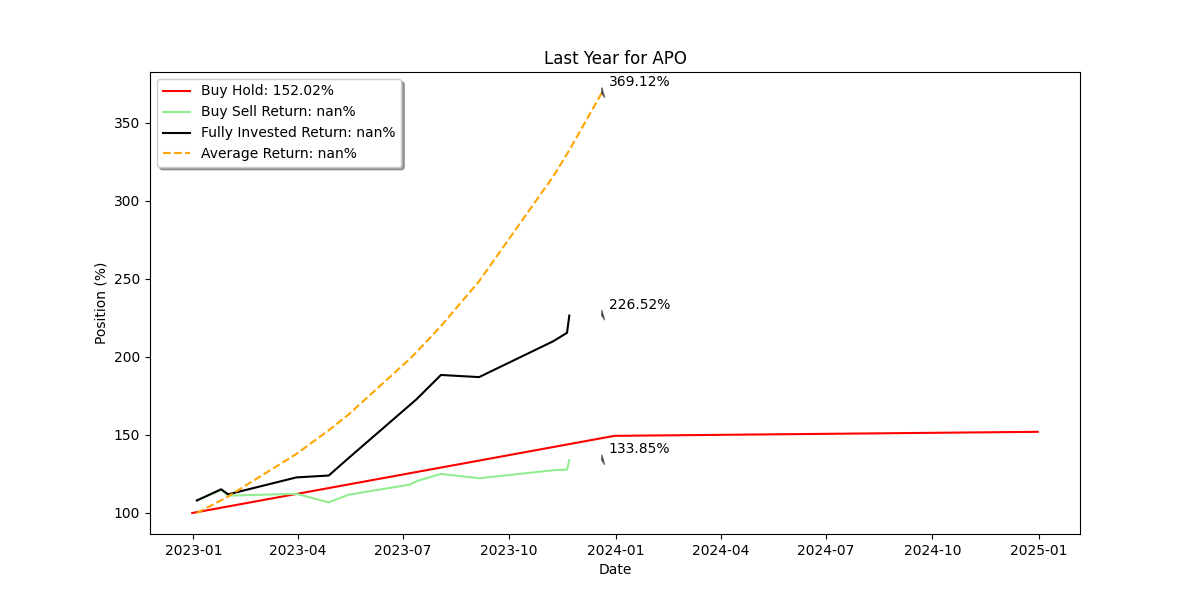 Last Year for APO
Buy Hold: 152.02%
Buy Sell Return: nan%
Fully Invested Return: nan%
Average Return: nan%
369.12%
226.52%
133.85%
Position (%)
350
300
250
200
150
100
2023-01 2023-04 2023-07 2023-10 2024-01 2024-04 2024-07 2024-10 2025-01
Date